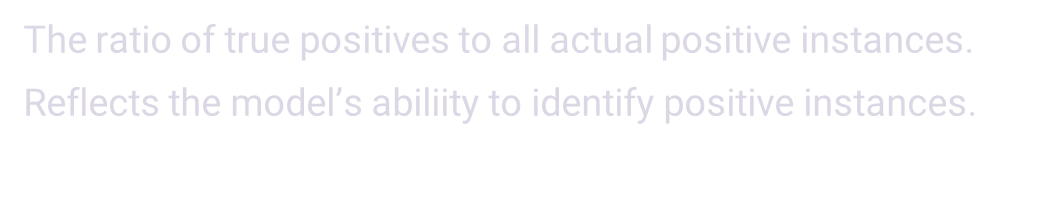 The ratio of true positives to all actual positive instances.
Reflects the model’s abiliity to identify positive instances.